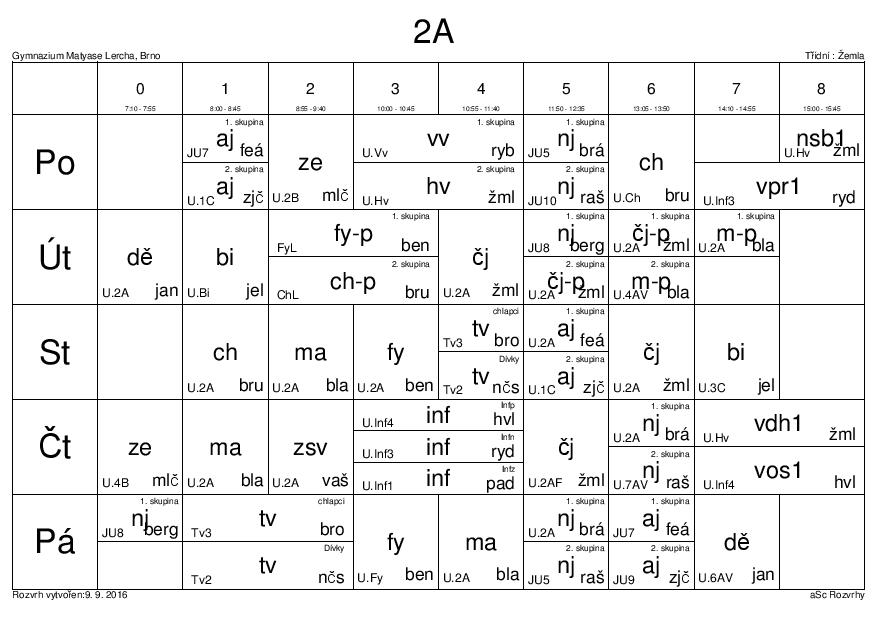 2A
Gymnazium Matyase Lercha, Brno
Třídní : Žemla
0 1 2 3 4 5 6 7 8
7:10 - 7:55 8:00 - 8:45 8:55 - 9:40 10:00 - 10:45 10:55 - 11:40 11:50 - 12:35 13:05 - 13:50 14:10 - 14:55 15:00 - 15:45
Po
1. skupina
aj
JU7 feá
2. skupina
aj
U.1C zjč
ze
U.2B mlč
1. skupina
vv
U.Vv ryb
2. skupina
hv
U.Hv žml
1. skupina
nj
JU5 brá
2. skupina
nj
JU10 raš
ch
U.Ch bru
nsb1
U.Hv žml
vpr1
U.Inf3 ryd
Út
dě
U.2A jan
bi
U.Bi jel
1. skupina
fy-p
FyL ben
2. skupina
ch-p
ChL bru
čj
U.2A žml
1. skupina
nj
JU8 berg
2. skupina
čj-p
U.2A žml
1. skupina
čj-p
U.2A žml
2. skupina
m-p
U.4AV bla
1. skupina
m-p
U.2A bla
St
ch
U.2A bru
ma
U.2A bla
fy
U.2A ben
chlapci
tv
Tv3 bro
Dívky
tv
Tv2 nčs
1. skupina
aj
U.2A feá
2. skupina
aj
U.1C zjč
čj
U.2A žml
bi
U.3C jel
Čt
ze
U.4B mlč
ma
U.2A bla
zsv
U.2A vaš
Infp
inf
U.Inf4 hvl
Infn
inf
U.Inf3 ryd
Infz
inf
U.Inf1 pad
čj
U.2AF žml
1. skupina
nj
U.2A brá
2. skupina
nj
U.7AV raš
vdh1
U.Hv žml
vos1
U.Inf4 hvl
Pá
1. skupina
nj
JU8 berg
chlapci
tv
Tv3 bro
Dívky
tv
Tv2 nčs
fy
U.Fy ben
ma
U.2A bla
1. skupina
nj
U.2A brá
2. skupina
nj
JU5 raš
1. skupina
aj
JU7 feá
2. skupina
aj
JU9 zjč
dě
U.6AV jan
Rozvrh vytvořen:9. 9. 2016
aSc Rozvrhy